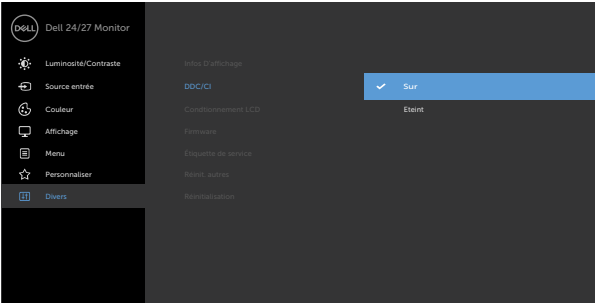 DELL
Dell 24/27 Monitor
Luminosité/Contraste
Source entrée
Couleur
Affichage
Menu
Personnaliser
Divers
Infos D'affichage
DDC/CI
Condtionnement LCD
Firmware
Étiquette de service
Réinit. autres
Réinitialisation
Sur
Eteint